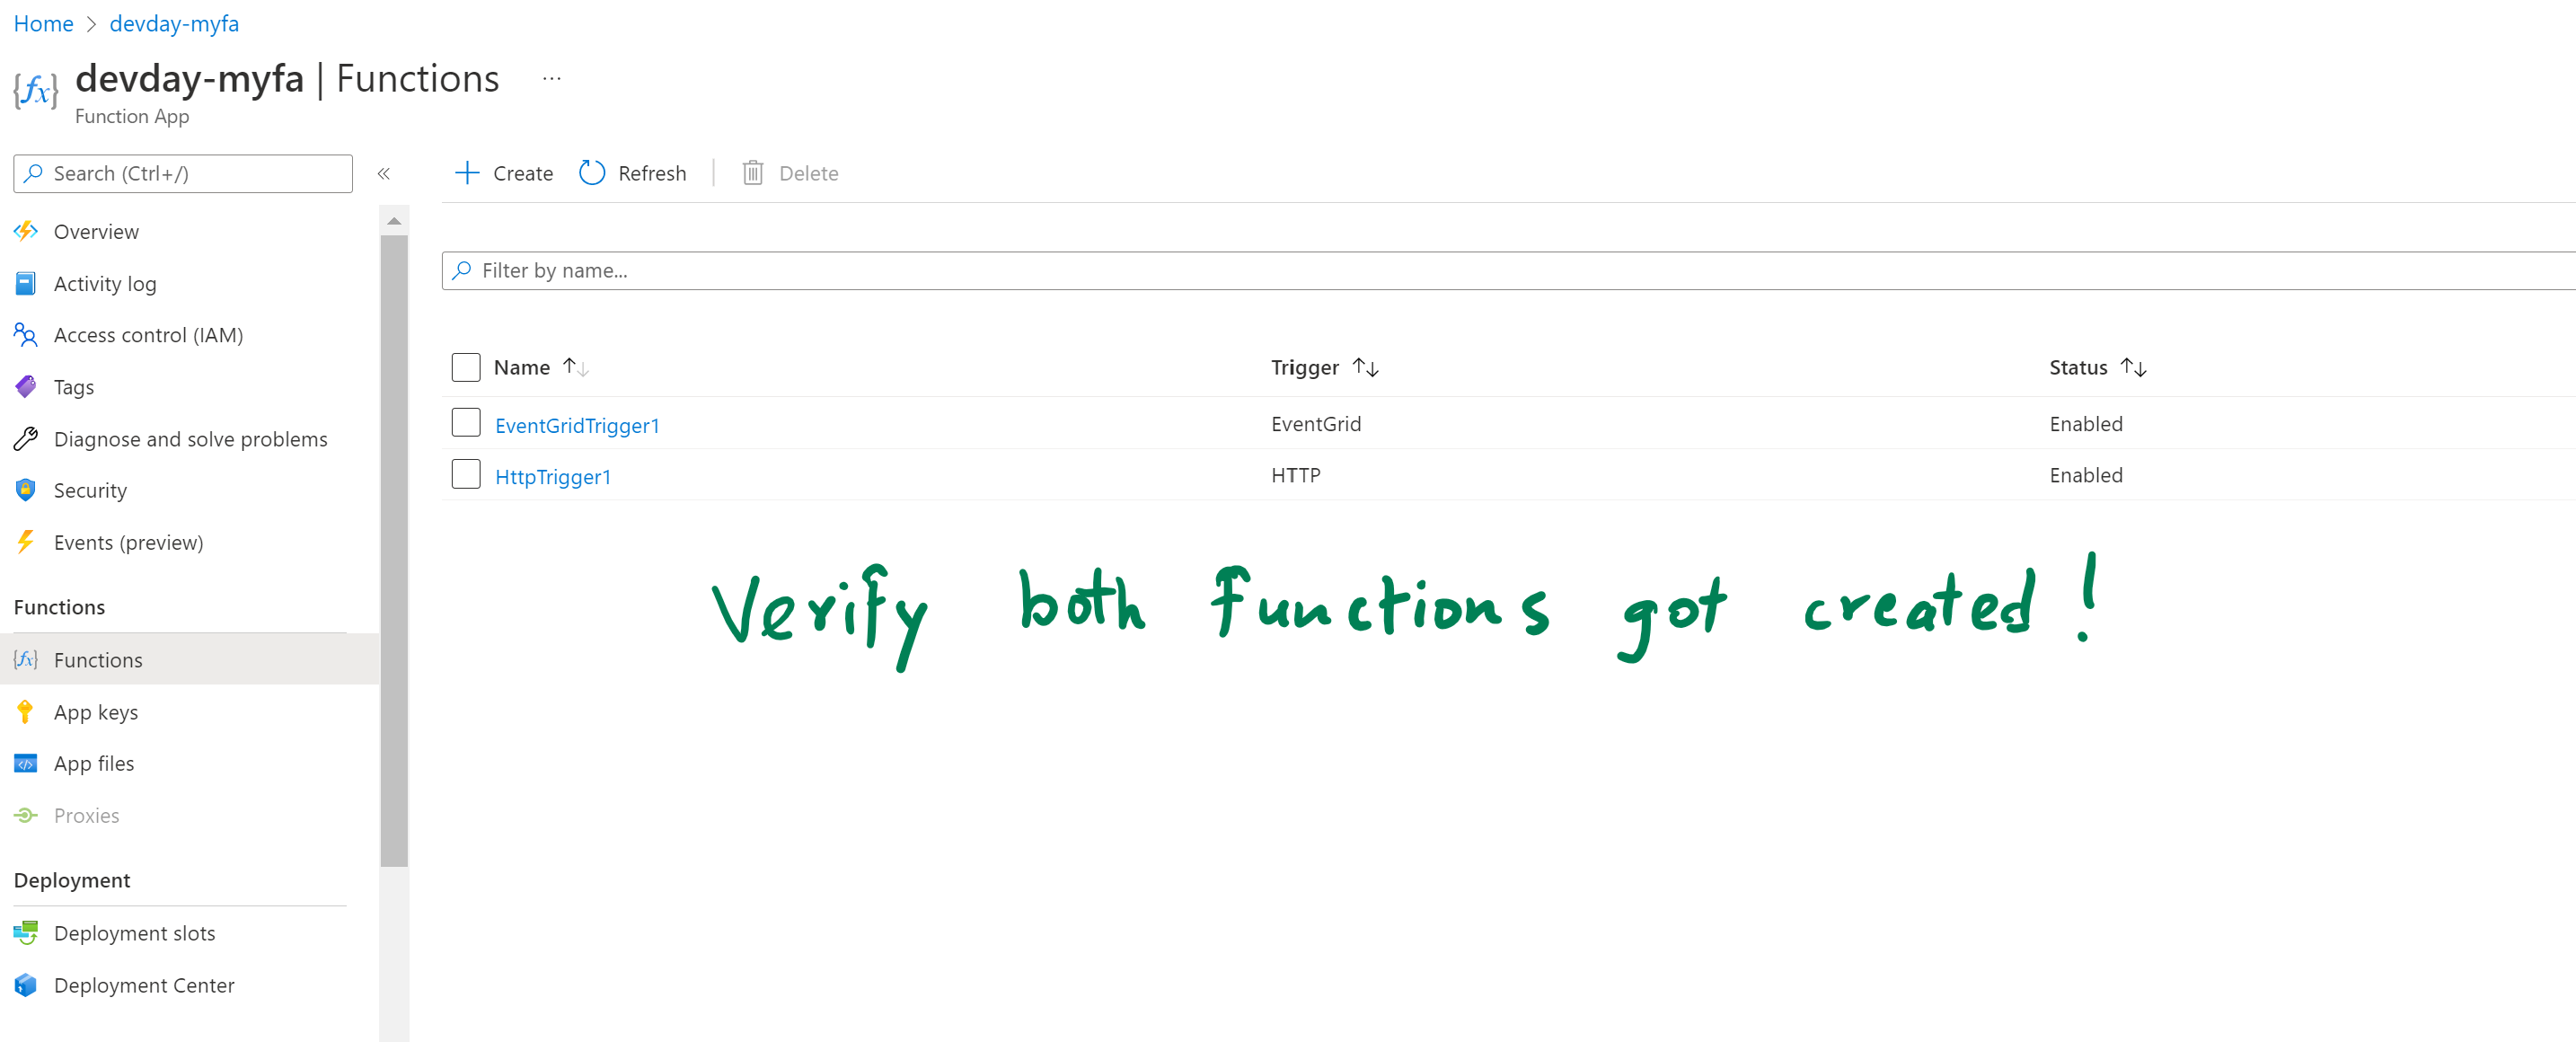 Home > devday-myfa
devday-myfa | Functions ...
Function App
Search (Ctrl+/) «
Create Refresh Delete
Overview
Activity log
Access control (IAM)
Tags
Diagnose and solve problems
Security
Events (preview)
Functions
Functions
App keys
App files
Proxies
Deployment
Deployment slots
Deployment Center
Filter by name...
Name ↑↓ Trigger ↑↓ Status ↑↓
EventGridTrigger1 EventGrid Enabled
HttpTrigger1 HTTP Enabled
Verify both functions got created!